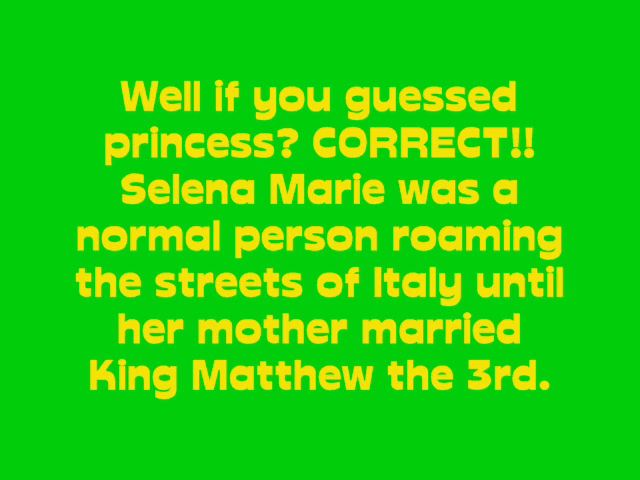 Well if you guessed
princess? CORRECT!!
Selena Marie was a
normal person roaming
the streets of Italy until
her mother married
King Matthew the 3rd.